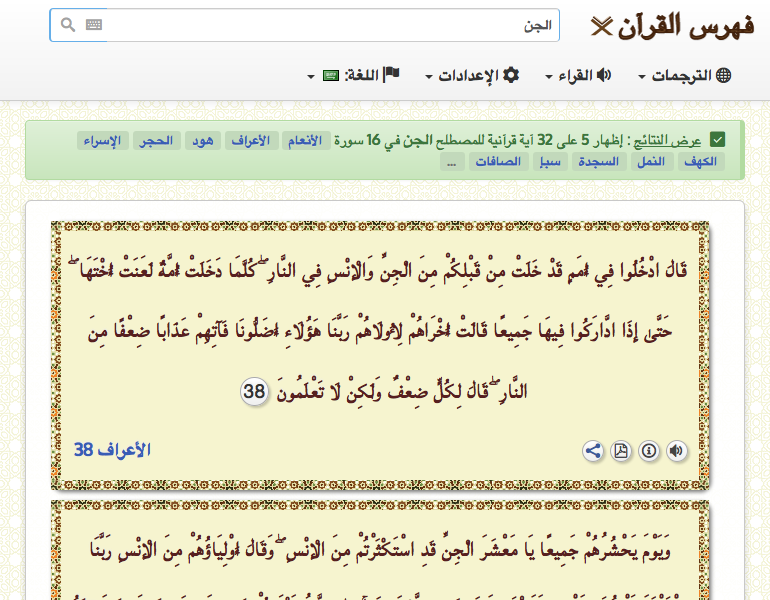 فهرس القرآن
الجن
الترجمات
القراء
الإعدادات
اللغة:
عرض النتائج : إظهار 5 على 32 آية قرآنية للمصطلح الجن في 16 سورة الأنعام الأعراف هود الحجر الإسراء
الكهف النمل السجدة سبإ الصافات ...
قَالَ ادْخُلُوا فِي أُمَمٍ قَدْ خَلَتْ مِنْ قَبْلِكُمْ مِنَ الْجِنِّ وَالْإِنْسِ فِي النَّارِ ۖ كُلَّمَا دَخَلَتْ أُمَّةٌ لَعَنَتْ أُخْتَهَا ۖ
حَتَّىٰ إِذَا ادَّارَكُوا فِيهَا جَمِيعًا قَالَتْ أُخْرَاهُمْ لِأُولَاهُمْ رَبَّنَا هَؤُلَاءِ أَضَلُّونَا فَآتِهِمْ عَذَابًا ضِعْفًا مِنَ
النَّارِ ۖ قَالَ لِكُلٍّ ضِعْفٌ وَلَكِنْ لَا تَعْلَمُونَ 38
الأعراف 38
وَيَوْمَ يَحْشُرُهُمْ جَمِيعًا يَا مَعْشَرَ الْجِنِّ قَدِ اسْتَكْثَرْتُمْ مِنَ الْإِنْسِ ۖ وَقَالَ أَوْلِيَاؤُهُمْ مِنَ الْإِنْسِ رَبَّنَا